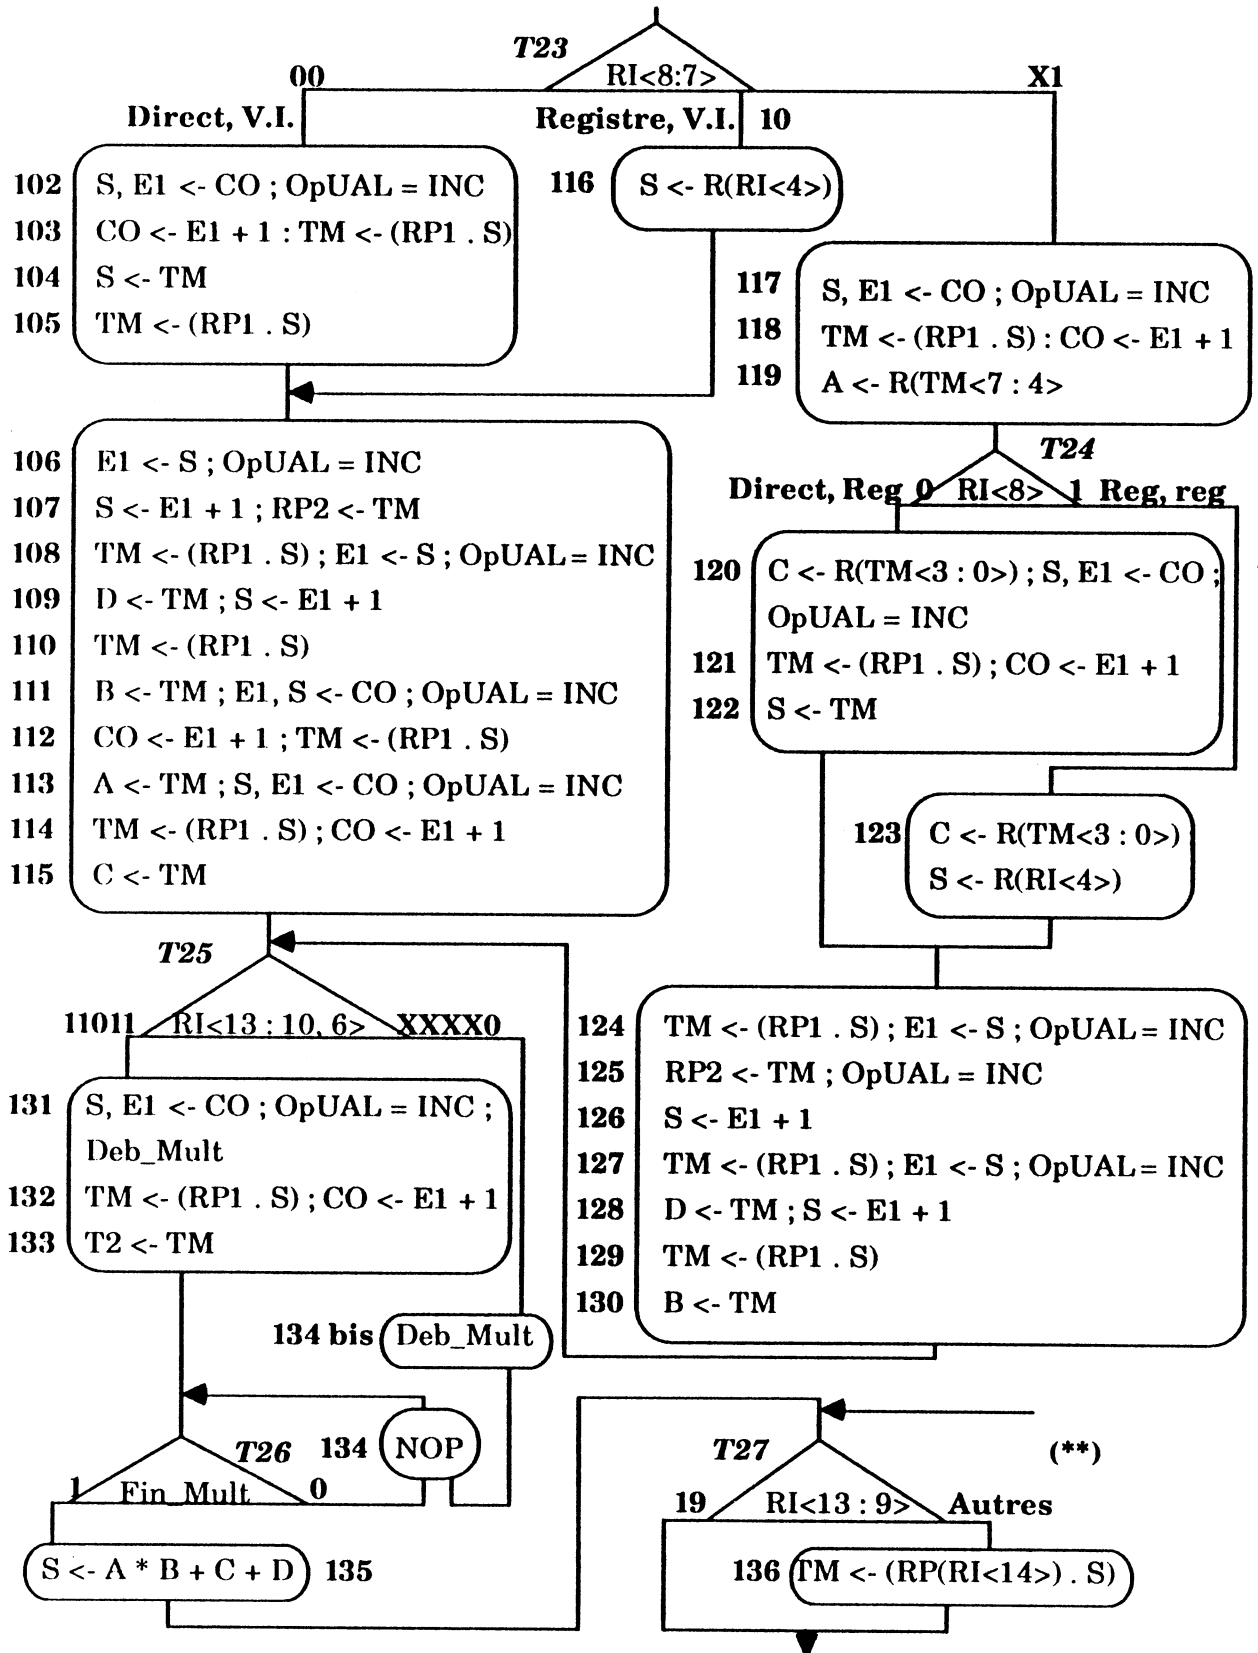 T23
RI<8:7>
00
X1
Direct, V.I.
Registre, V.I.
10
102 S, E1 <- CO ; OpUAL = INC
103 CO <- E1 + 1 : TM <- (RP1 . S)
104 S <- TM
105 TM <- (RP1 . S)
116 S <- R(RI<4>)
117 S, E1 <- CO ; OpUAL = INC
118 TM <- (RP1 . S) : CO <- E1 + 1
119 A <- R(TM<7 : 4>
T24
Direct, Reg 0 RI<8> 1 Reg, reg
106 E1 <- S ; OpUAL = INC
107 S <- E1 + 1 ; RP2 <- TM
108 TM <- (RP1 . S) ; E1 <- S ; OpUAL = INC
109 D <- TM ; S <- E1 + 1
110 TM <- (RP1 . S)
111 B <- TM ; E1, S <- CO ; OpUAL = INC
112 CO <- E1 + 1 ; TM <- (RP1 . S)
113 A <- TM ; S, E1 <- CO ; OpUAL = INC
114 TM <- (RP1 . S) ; CO <- E1 + 1
115 C <- TM
120 C <- R(TM<3 : 0>) ; S, E1 <- CO ;
OpUAL = INC
121 TM <- (RP1 . S) ; CO <- E1 + 1
122 S <- TM
123 C <- R(TM<3 : 0>)
S <- R(RI<4>)
T25
11011 RI<13 : 10, 6> XXXX0
124 TM <- (RP1 . S) ; E1 <- S ; OpUAL = INC
125 RP2 <- TM ; OpUAL = INC
126 S <- E1 + 1
127 TM <- (RP1 . S) ; E1 <- S ; OpUAL = INC
128 D <- TM ; S <- E1 + 1
129 TM <- (RP1 . S)
130 B <- TM
131 S, E1 <- CO ; OpUAL = INC ;
Deb_Mult
132 TM <- (RP1 . S) ; CO <- E1 + 1
133 T2 <- TM
134 bis Deb_Mult
134 NOP
T26
1 Fin_Mult 0
S <- A * B + C + D 135
T27
(**)
19 RI<13 : 9> Autres
136 TM <- (RP(RI<14>) . S)